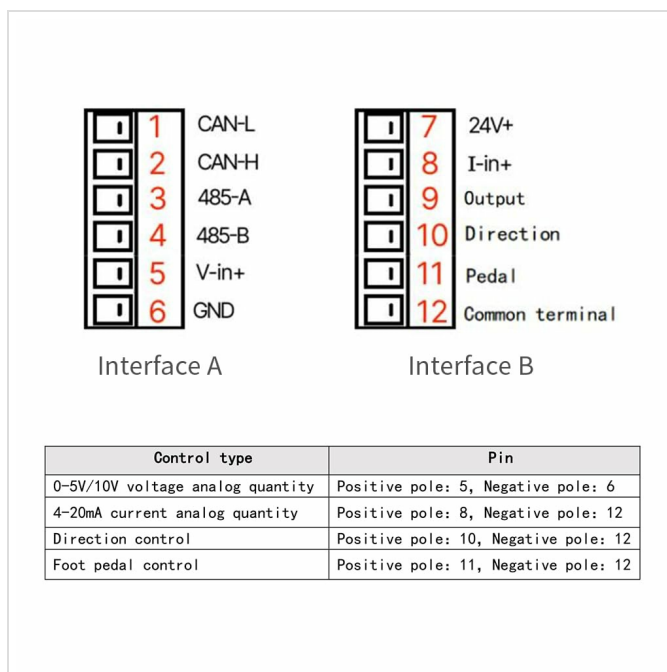 1 CAN-L
2 CAN-H
3 485-A
4 485-B
5 V-in+
6 GND
Interface A
7 24V+
8 I-in+
9 Output
10 Direction
11 Pedal
12 Common terminal
Interface B
Control type Pin
0-5V/10V voltage analog quantity Positive pole: 5, Negative pole: 6
4-20mA current analog quantity Positive pole: 8, Negative pole: 12
Direction control Positive pole: 10, Negative pole: 12
Foot pedal control Positive pole: 11, Negative pole: 12